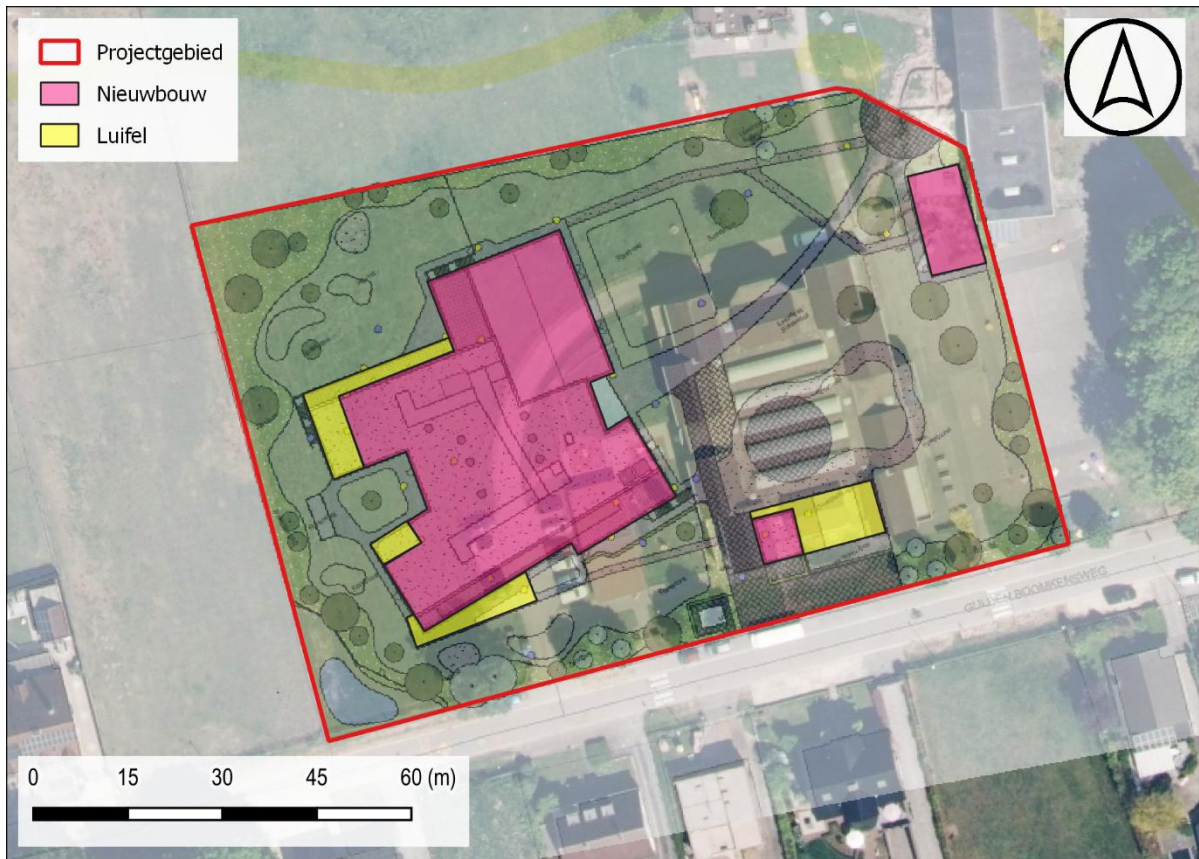 Projectgebied
Nieuwbouw
Luifel
GULDEN BOOMKENSWEG
0 15 30 45 60 (m)